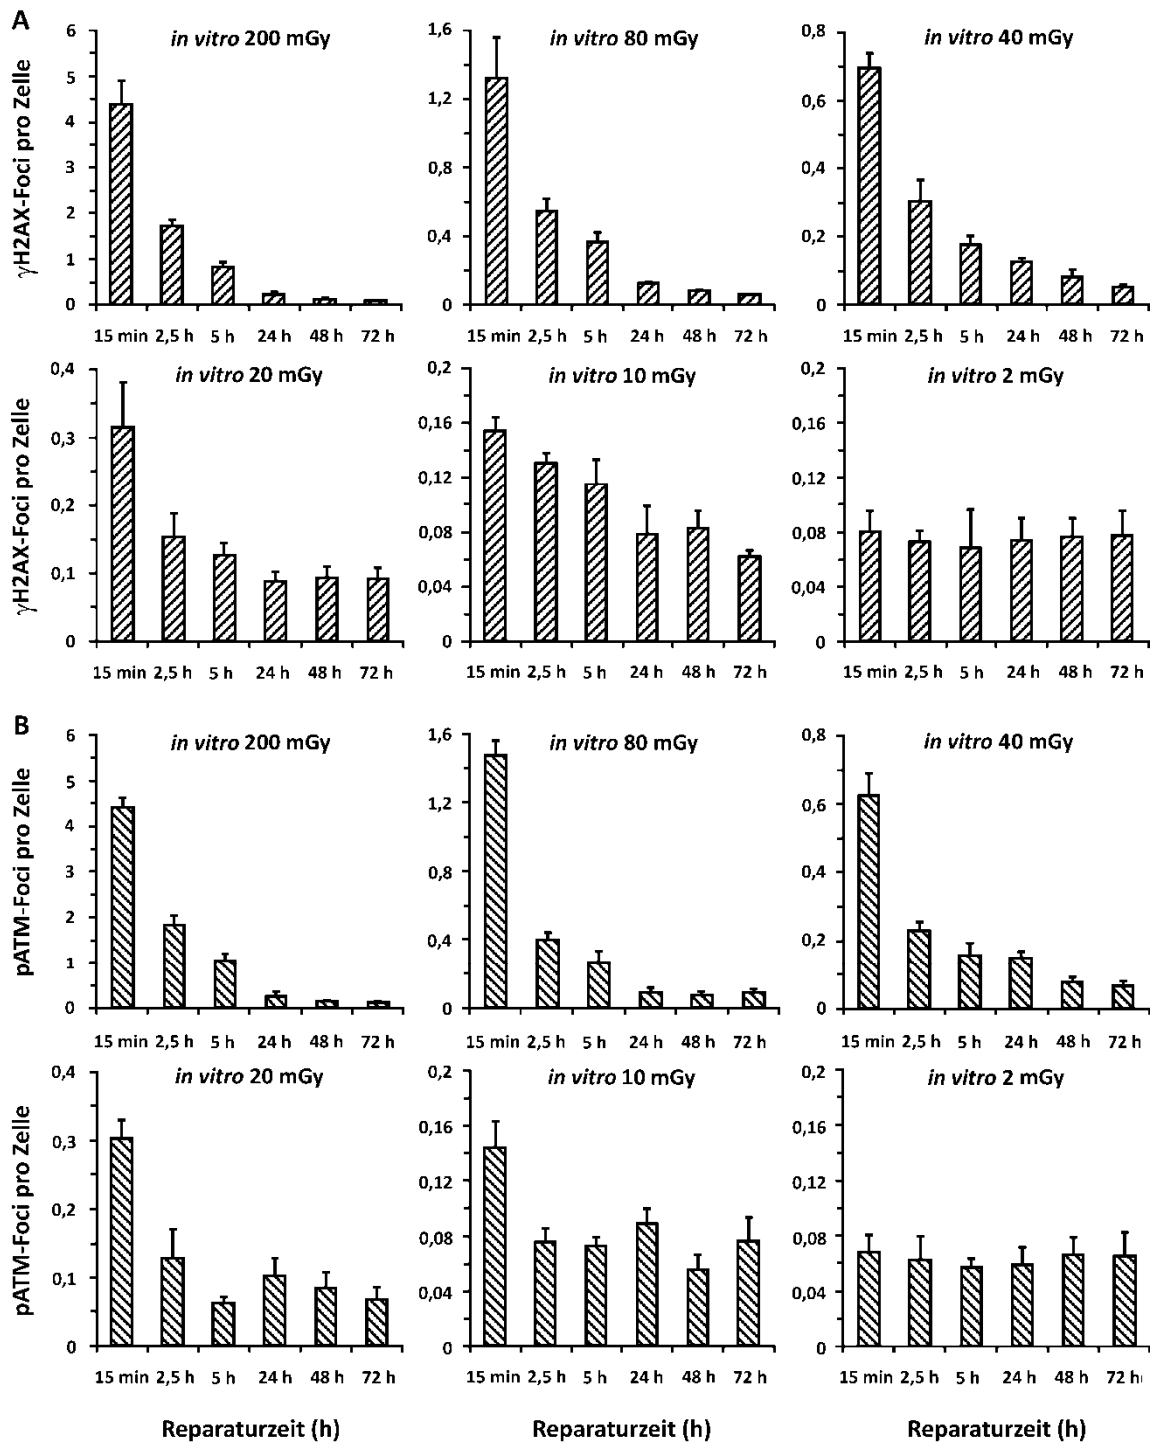 A
in vitro 200 mGy
γH2AX-Foci pro Zelle
6
5
4
3
2
1
0
15 min 2,5 h 5 h 24 h 48 h 72 h
in vitro 80 mGy
1,6
1,2
0,8
0,4
0
15 min 2,5 h 5 h 24 h 48 h 72 h
in vitro 40 mGy
0,8
0,6
0,4
0,2
0
15 min 2,5 h 5 h 24 h 48 h 72 h
in vitro 20 mGy
γH2AX-Foci pro Zelle
0,4
0,3
0,2
0,1
0
15 min 2,5 h 5 h 24 h 48 h 72 h
in vitro 10 mGy
0,2
0,16
0,12
0,08
0,04
0
15 min 2,5 h 5 h 24 h 48 h 72 h
in vitro 2 mGy
0,2
0,16
0,12
0,08
0,04
0
15 min 2,5 h 5 h 24 h 48 h 72 h
B
in vitro 200 mGy
pATM-Foci pro Zelle
6
5
4
3
2
1
0
15 min 2,5 h 5 h 24 h 48 h 72 h
in vitro 80 mGy
1,6
1,2
0,8
0,4
0
15 min 2,5 h 5 h 24 h 48 h 72 h
in vitro 40 mGy
0,8
0,6
0,4
0,2
0
15 min 2,5 h 5 h 24 h 48 h 72 h
in vitro 20 mGy
pATM-Foci pro Zelle
0,4
0,3
0,2
0,1
0
15 min 2,5 h 5 h 24 h 48 h 72 h
in vitro 10 mGy
0,2
0,16
0,12
0,08
0,04
0
15 min 2,5 h 5 h 24 h 48 h 72 h
in vitro 2 mGy
0,2
0,16
0,12
0,08
0,04
0
15 min 2,5 h 5 h 24 h 48 h 72 h
Reparaturzeit (h) Reparaturzeit (h) Reparaturzeit (h)